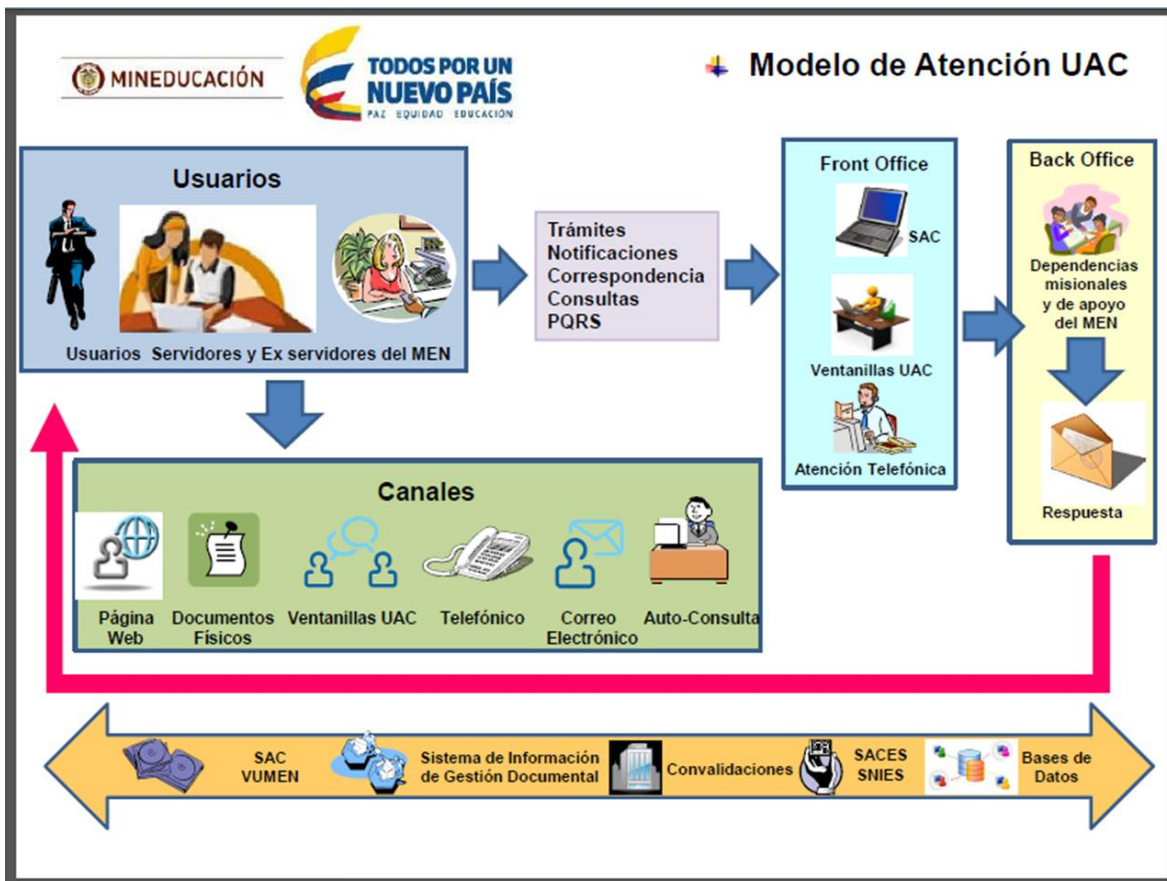 MINEDUCACIÓN
TODOS POR UN
NUEVO PAÍS
PAZ EQUIDAD EDUCACIÓN
Modelo de Atención UAC
Usuarios
Usuarios Servidores y Ex servidores del MEN
Trámites
Notificaciones
Correspondencia
Consultas
PQRS
Front Office
SAC
Ventanillas UAC
Atención Telefónica
Back Office
Dependencias
misionales
y de apoyo
del MEN
Respuesta
Canales
Página
Web
Documentos
Físicos
Ventanillas UAC
Telefónico
Correo
Electrónico
Auto-Consulta
SAC
VUMEN
Sistema de Información
de Gestión Documental
Convalidaciones
SACES
SNIES
Bases de
Datos